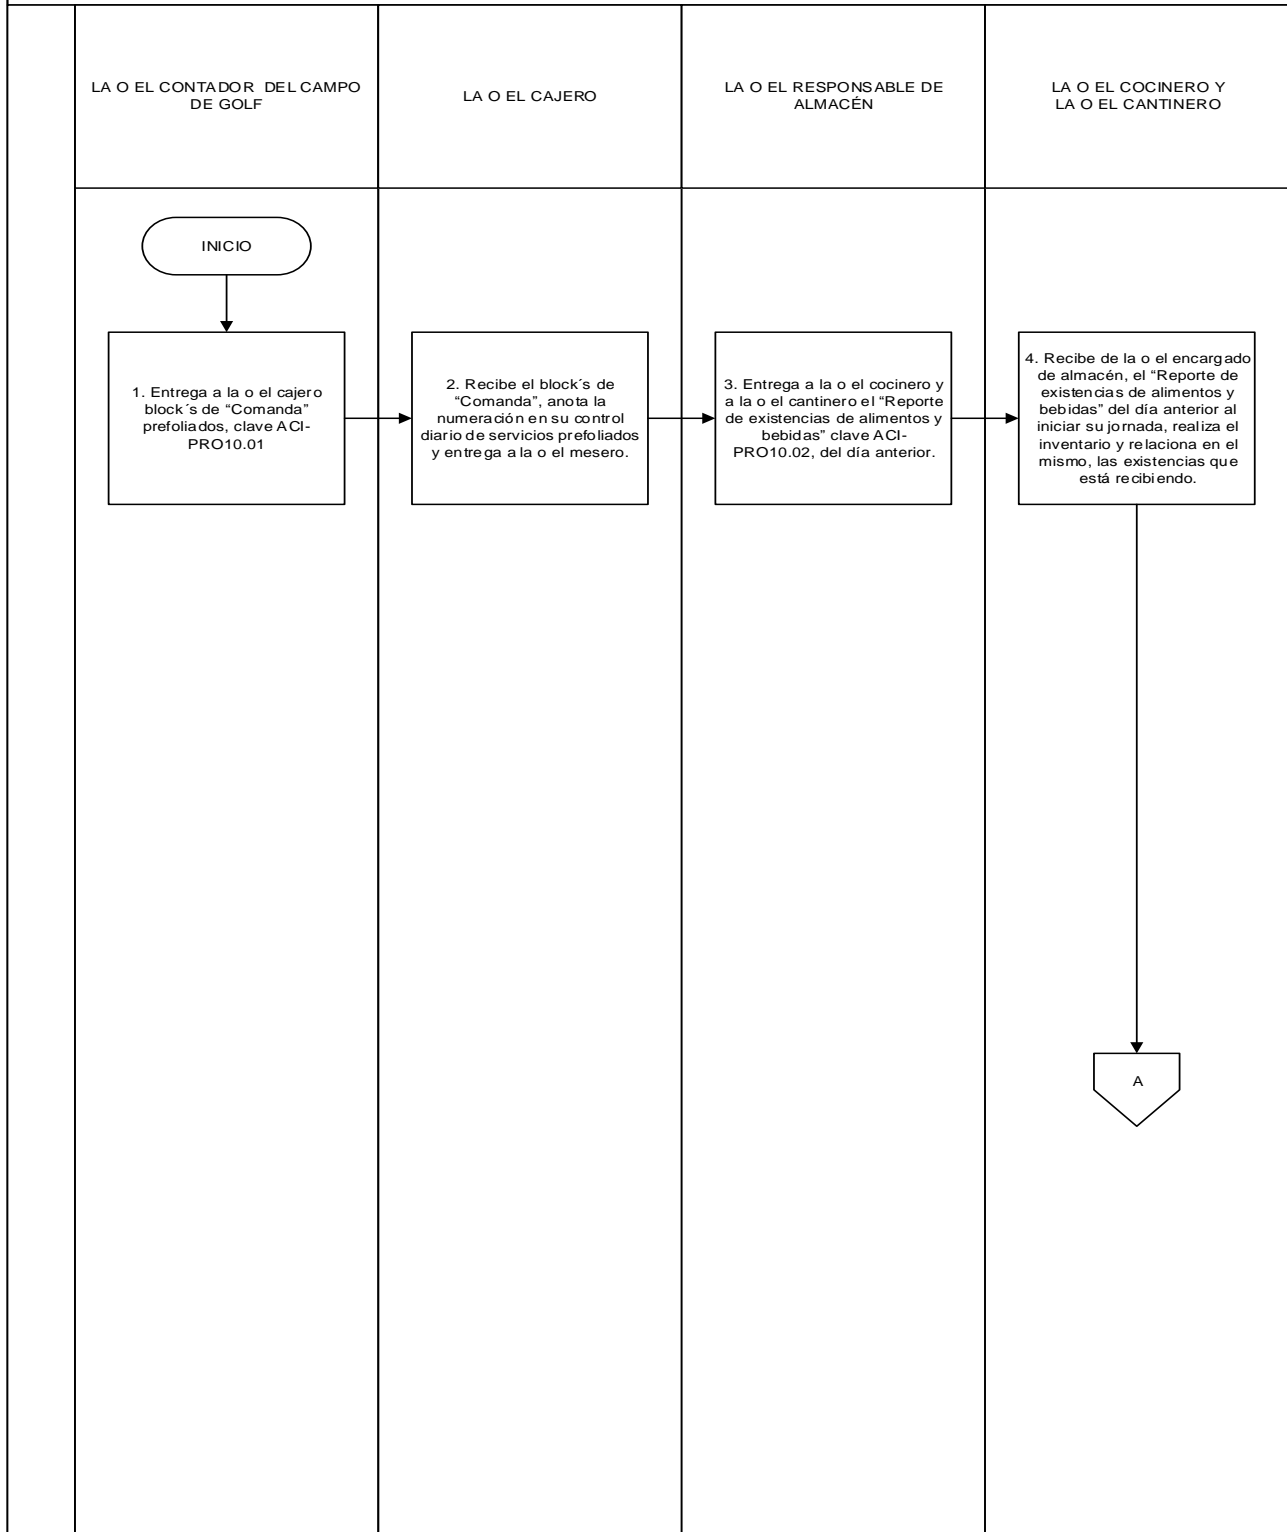 LA O EL CONTADOR DEL CAMPO
DE GOLF
LA O EL CAJERO
LA O EL RESPONSABLE DE
ALMACÉN
LA O EL COCINERO Y
LA O EL CANTINERO
INICIO
1. Entrega a la o el cajero
block´s de “Comanda”
prefoliados, clave ACI-
PRO10.01
2. Recibe el block´s de
“Comanda”, anota la
numeración en su control
diario de servicios prefoliados
y entrega a la o el mesero.
3. Entrega a la o el cocinero y
a la o el cantinero el “Reporte
de existencias de alimentos y
bebidas” clave ACI-
PRO10.02, del día anterior.
4. Recibe de la o el encargado
de almacén, el “Reporte de
existencias de alimentos y
bebidas” del día anterior al
iniciar su jornada, realiza el
inventario y relaciona en el
mismo, las existencias que
está recibiendo.
A